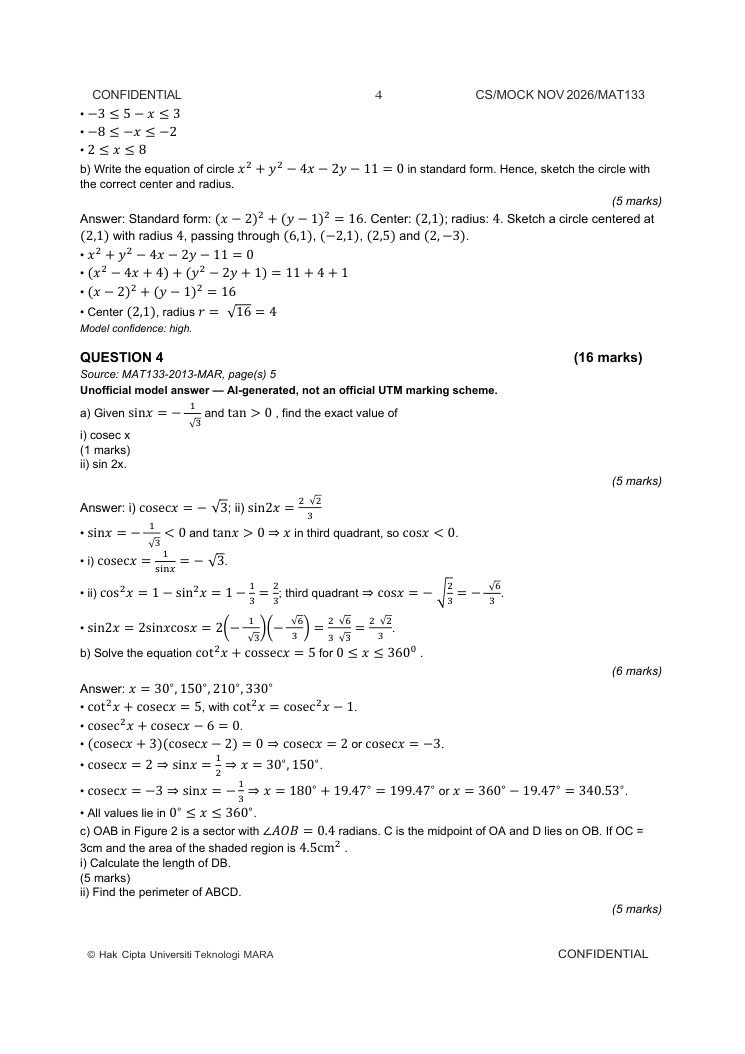 CONFIDENTIAL 4 CS/MOCK NOV 2026/MAT133
• −3 ≤ 5 − x ≤ 3
• −8 ≤ −x ≤ −2
• 2 ≤ x ≤ 8
b) Write the equation of circle x² + y² − 4x − 2y − 11 = 0 in standard form. Hence, sketch the circle with
the correct center and radius.
(5 marks)
Answer: Standard form: (x − 2)² + (y − 1)² = 16. Center: (2,1); radius: 4. Sketch a circle centered at
(2,1) with radius 4, passing through (6,1), (−2,1), (2,5) and (2,−3).
• x² + y² − 4x − 2y − 11 = 0
• (x² − 4x + 4) + (y² − 2y + 1) = 11 + 4 + 1
• (x − 2)² + (y − 1)² = 16
• Center (2,1), radius r = √16 = 4
Model confidence: high.
QUESTION 4 (16 marks)
Source: MAT133-2013-MAR, page(s) 5
Unofficial model answer — AI-generated, not an official UTM marking scheme.
a) Given sinx = −1/√3 and tan > 0 , find the exact value of
i) cosec x
(1 marks)
ii) sin 2x.
(5 marks)
Answer: i) cosecx = −√3; ii) sin2x = 2√2/3
• sinx = −1/√3 < 0 and tanx > 0 ⇒ x in third quadrant, so cosx < 0.
• i) cosecx = 1/sinx = −√3.
• ii) cos²x = 1 − sin²x = 1 − 1/3 = 2/3; third quadrant ⇒ cosx = −√(2/3) = −√6/3.
• sin2x = 2sinxcosx = 2(−1/√3)(−√6/3) = 2√6/3√3 = 2√2/3.
b) Solve the equation cot²x + cossecx = 5 for 0 ≤ x ≤ 360⁰ .
(6 marks)
Answer: x = 30°, 150°, 210°, 330°
• cot²x + cosecx = 5, with cot²x = cosec²x − 1.
• cosec²x + cosecx − 6 = 0.
• (cosecx + 3)(cosecx − 2) = 0 ⇒ cosecx = 2 or cosecx = −3.
• cosecx = 2 ⇒ sinx = 1/2 ⇒ x = 30°, 150°.
• cosecx = −3 ⇒ sinx = −1/3 ⇒ x = 180° + 19.47° = 199.47° or x = 360° − 19.47° = 340.53°.
• All values lie in 0° ≤ x ≤ 360°.
c) OAB in Figure 2 is a sector with ∠AOB = 0.4 radians. C is the midpoint of OA and D lies on OB. If OC =
3cm and the area of the shaded region is 4.5cm² .
i) Calculate the length of DB.
(5 marks)
ii) Find the perimeter of ABCD.
(5 marks)
© Hak Cipta Universiti Teknologi MARA CONFIDENTIAL